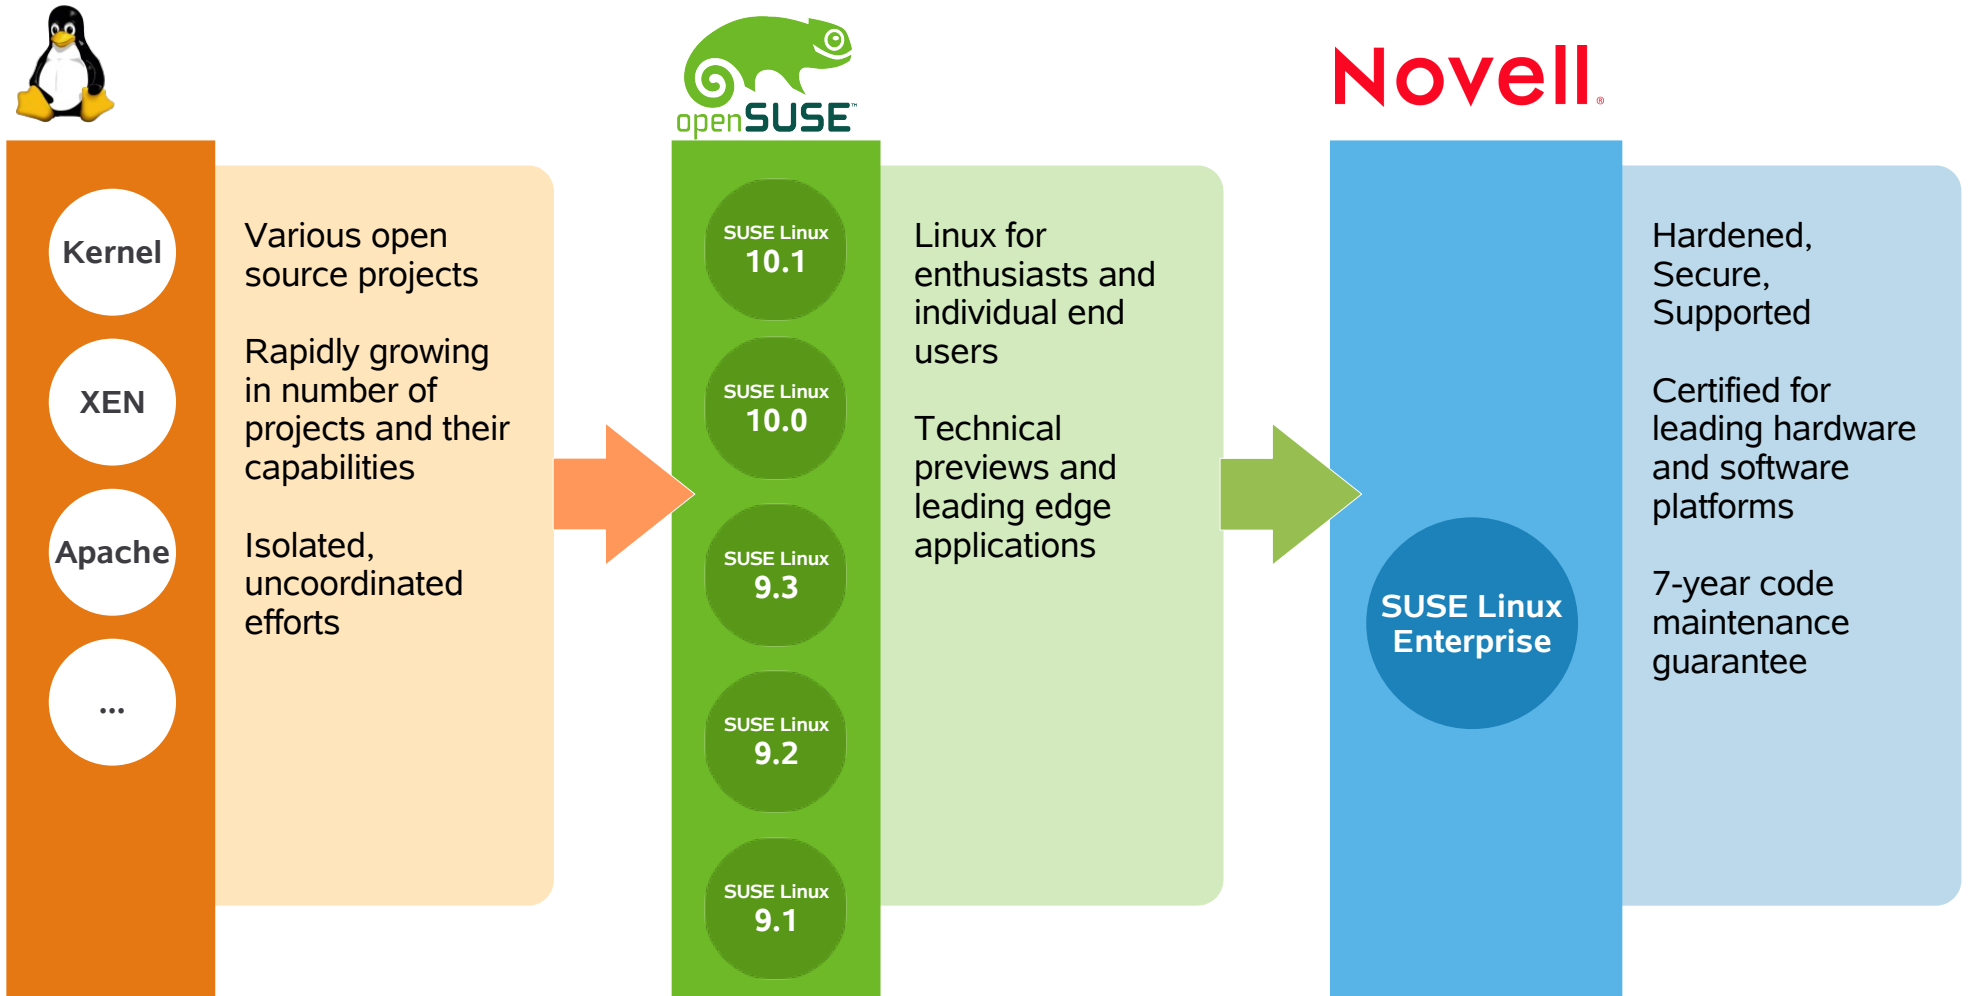 openSUSE™
Novell®
Kernel
XEN
Apache
...
Various open
source projects
Rapidly growing
in number of
projects and their
capabilities
Isolated,
uncoordinated
efforts
SUSE Linux
10.1
SUSE Linux
10.0
SUSE Linux
9.3
SUSE Linux
9.2
SUSE Linux
9.1
Linux for
enthusiasts and
individual end
users
Technical
previews and
leading edge
applications
SUSE Linux
Enterprise
Hardened,
Secure,
Supported
Certified for
leading hardware
and software
platforms
7-year code
maintenance
guarantee